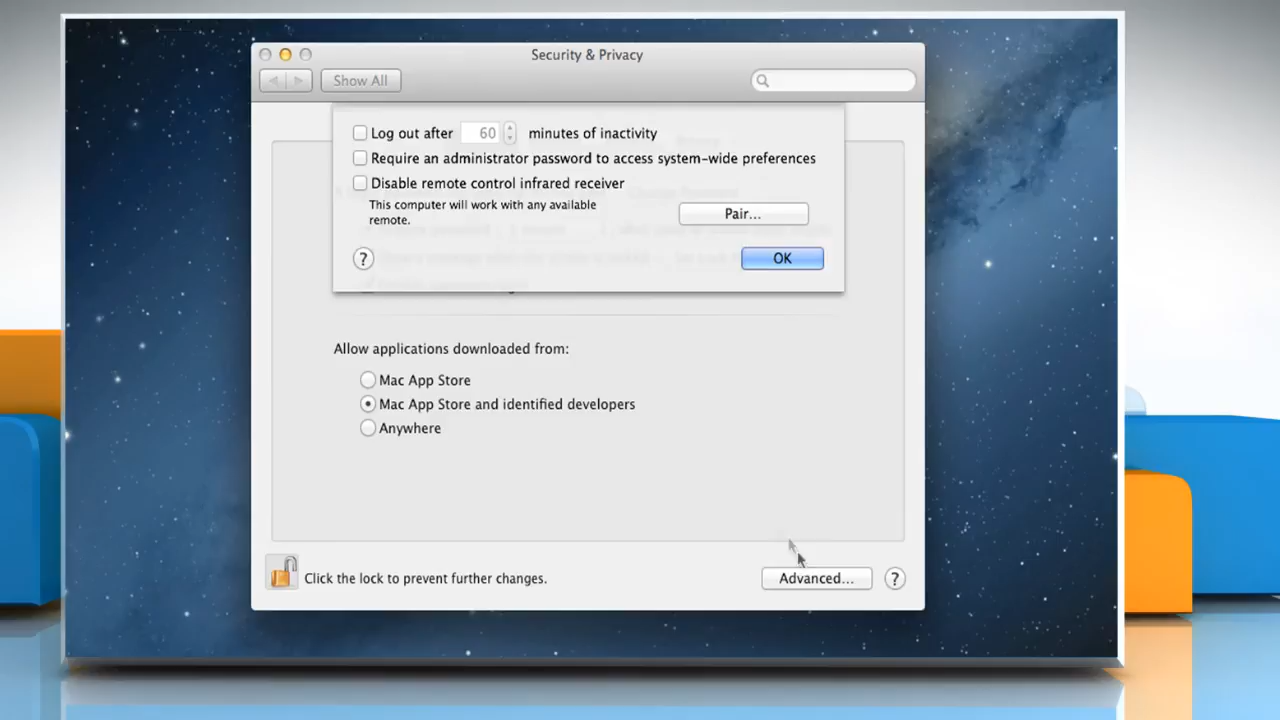 Security & Privacy
Show All
Log out after 60 minutes of inactivity
Require an administrator password to access system-wide preferences
Disable remote control infrared receiver
This computer will work with any available
remote.
Pair...
?
OK
Allow applications downloaded from:
Mac App Store
Mac App Store and identified developers
Anywhere
Click the lock to prevent further changes.
Advanced...
?